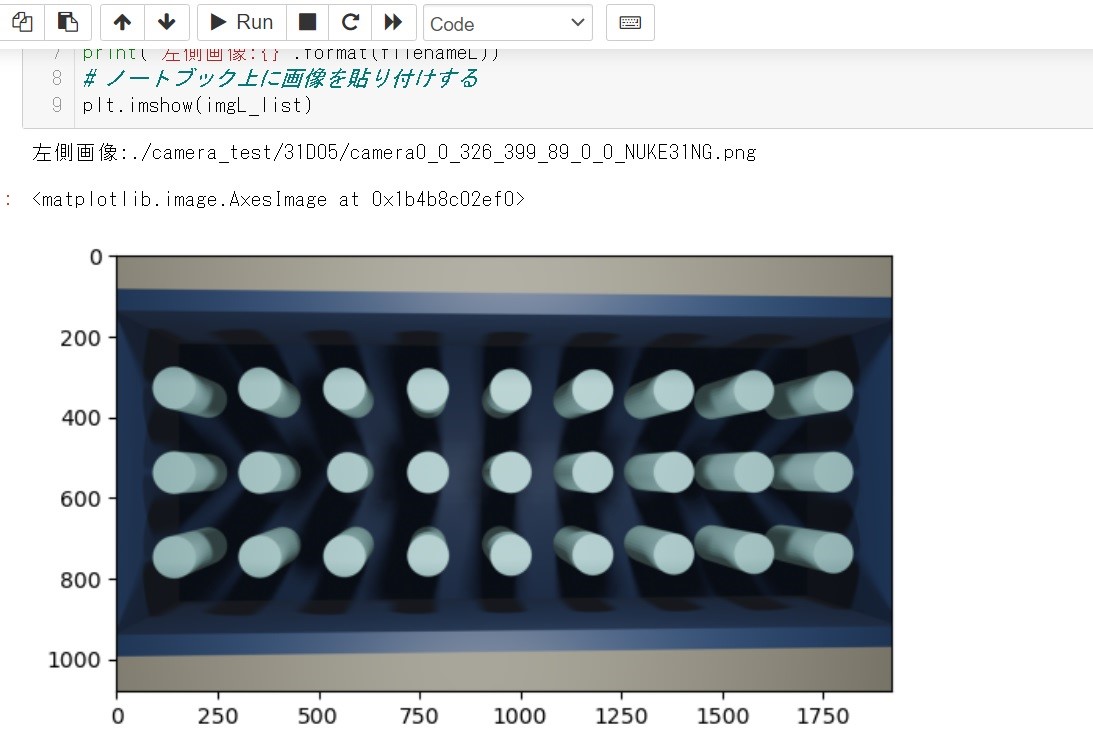 Run Code
7 print("左側画像:{}".format(filenameL))
8 # ノートブック上に画像を貼り付けする
9 plt.imshow(imgL_list)
左側画像:./camera_test/31D05/camera0_0_326_399_89_0_0_NUKE31NG.png
: <matplotlib.image.AxesImage at 0x1b4b8c02ef0>
0
200
400
600
800
1000
0 250 500 750 1000 1250 1500 1750